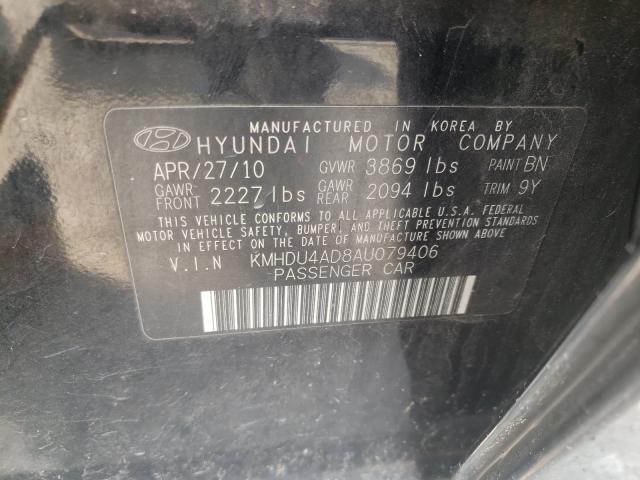 MANUFACTURED IN KOREA BY
HYUNDAI MOTOR COMPANY
APR/27/10 GVWR 3869 lbs PAINT BN
GAWR FRONT 2227 lbs GAWR REAR 2094 lbs TRIM 9Y
THIS VEHICLE CONFORMS TO ALL APPLICABLE U.S.A. FEDERAL
MOTOR VEHICLE SAFETY, BUMPER, AND THEFT PREVENTION STANDARDS
IN EFFECT ON THE DATE OF MANUFACTURE SHOWN ABOVE.
V.I.N KMHDU4AD8AU079406
PASSENGER CAR